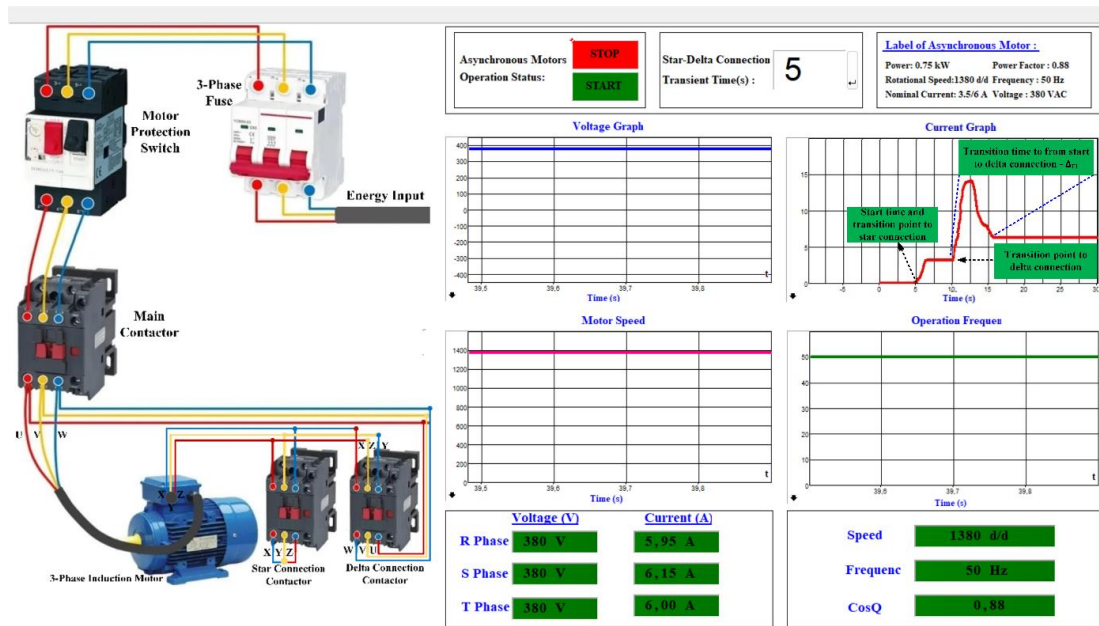 3-Phase
Fuse
Motor
Protection
Switch
Energy Input
Main
Contactor
U V W
X Z
Y
X Z Y
X Y Z
W V U
3-Phase Induction Motor
Star Connection
Contactor
Delta Connection
Contactor
Asynchronous Motors
Operation Status:
STOP
START
Star-Delta Connection
Transient Time(s) :
5
Label of Asynchronous Motor :
Power: 0.75 kW Power Factor : 0.88
Rotational Speed:1380 d/d Frequency : 50 Hz
Nominal Current: 3.5/6 A Voltage : 380 VAC
Voltage Graph
400
300
200
100
0
-100
-200
-300
-400
t
39,5 39,6 39,7 39,8
Time (s)
Current Graph
Transition time to from start
to delta connection - Δ
Start time and
transition point to
star connection
Transition point to
delta connection
15
10
5
0
-5 0 5 10 15 20 25 30
Time (s)
Motor Speed
1400
1200
1000
800
600
400
200
0
t
39,5 39,6 39,7 39,8
Time (s)
Operation Frequen
50
40
30
20
10
0
t
39,6 39,7 39,8
Time (s)
Voltage (V) Current (A)
R Phase 380 V 5,95 A
S Phase 380 V 6,15 A
T Phase 380 V 6,00 A
Speed 1380 d/d
Frequenc 50 Hz
CosQ 0,88